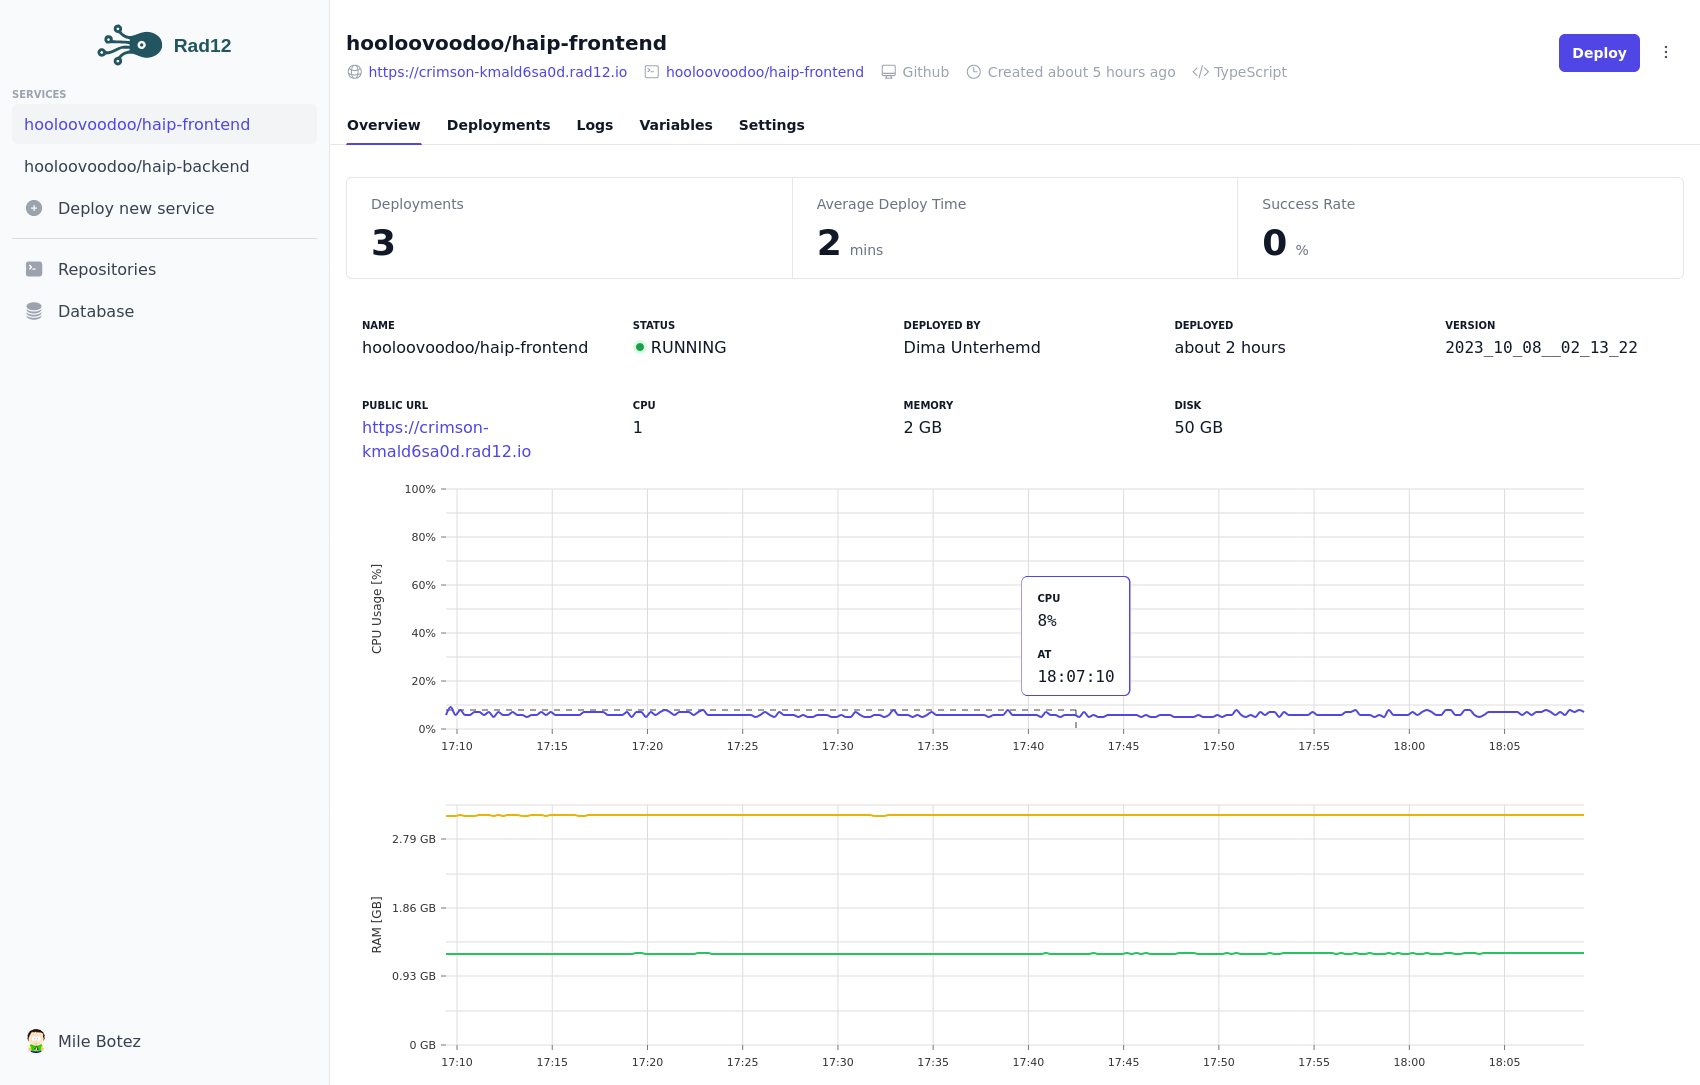 Rad12
SERVICES
hooloovoodoo/haip-frontend
hooloovoodoo/haip-backend
Deploy new service
Repositories
Database
Mile Botez
hooloovoodoo/haip-frontend
https://crimson-kmald6sa0d.rad12.io hooloovoodoo/haip-frontend Github Created about 5 hours ago TypeScript
Deploy
Overview Deployments Logs Variables Settings
Deployments
3
Average Deploy Time
2 mins
Success Rate
0 %
NAME
hooloovoodoo/haip-frontend
STATUS
RUNNING
DEPLOYED BY
Dima Unterhemd
DEPLOYED
about 2 hours
VERSION
2023_10_08__02_13_22
PUBLIC URL
https://crimson-
kmald6sa0d.rad12.io
CPU
1
MEMORY
2 GB
DISK
50 GB
CPU Usage [%]
100%
80%
60%
40%
20%
0%
CPU
8%
AT
18:07:10
17:10 17:15 17:20 17:25 17:30 17:35 17:40 17:45 17:50 17:55 18:00 18:05
RAM [GB]
2.79 GB
1.86 GB
0.93 GB
0 GB
17:10 17:15 17:20 17:25 17:30 17:35 17:40 17:45 17:50 17:55 18:00 18:05